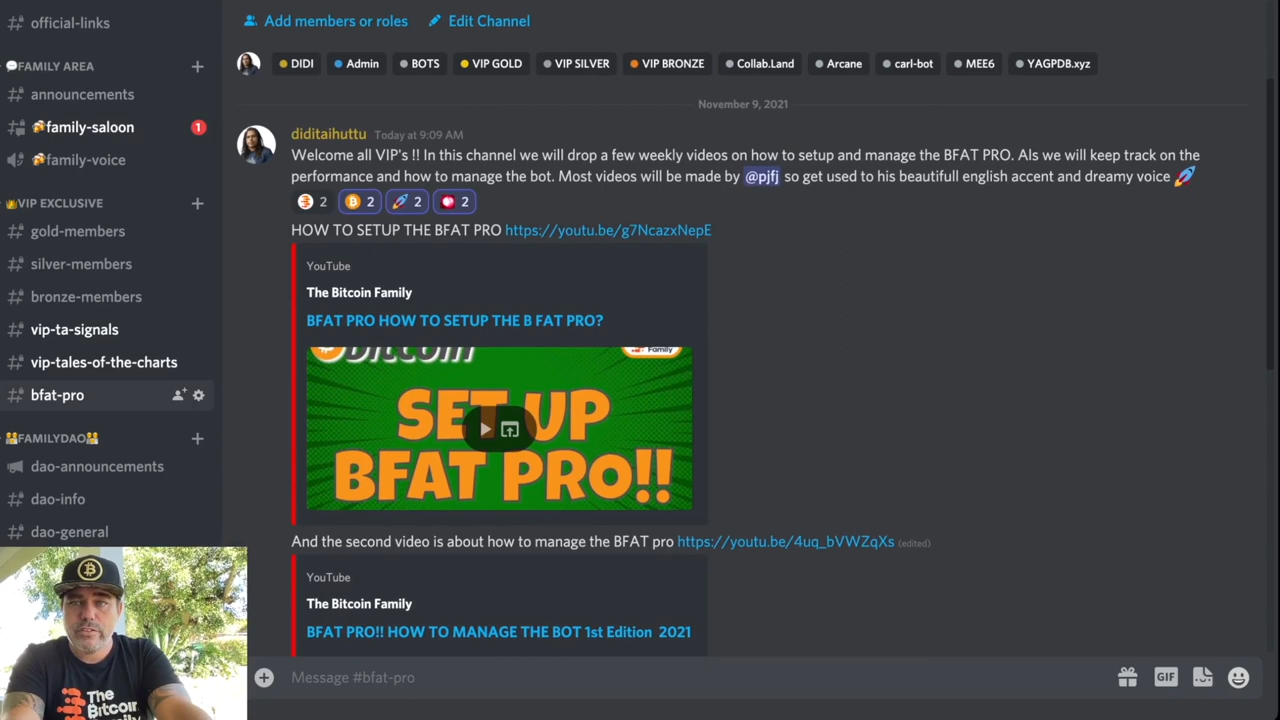 official-links
Add members or roles
Edit Channel
FAMILY AREA
announcements
family-saloon
1
family-voice
VIP EXCLUSIVE
gold-members
silver-members
bronze-members
vip-ta-signals
vip-tales-of-the-charts
bfat-pro
FAMILYDAO
dao-announcements
dao-info
dao-general
DIDI
Admin
BOTS
VIP GOLD
VIP SILVER
VIP BRONZE
Collab.Land
Arcane
carl-bot
MEE6
YAGPDB.xyz
November 9, 2021
diditaihuttu Today at 9:09 AM
Welcome all VIP's !! In this channel we will drop a few weekly videos on how to setup and manage the BFAT PRO. Als we will keep track on the
performance and how to manage the bot. Most videos will be made by @pjfj so get used to his beautifull english accent and dreamy voice
2 2 2 2
HOW TO SETUP THE BFAT PRO https://youtu.be/g7NcazxNepE
YouTube
The Bitcoin Family
BFAT PRO HOW TO SETUP THE B FAT PRO?
Bitcoin
Family
SET UP
BFAT PRO!!
And the second video is about how to manage the BFAT pro https://youtu.be/4uq_bVWZqXs (edited)
YouTube
The Bitcoin Family
BFAT PRO!! HOW TO MANAGE THE BOT 1st Edition 2021
Message #bfat-pro
GIF
The
Bitcoin
Family